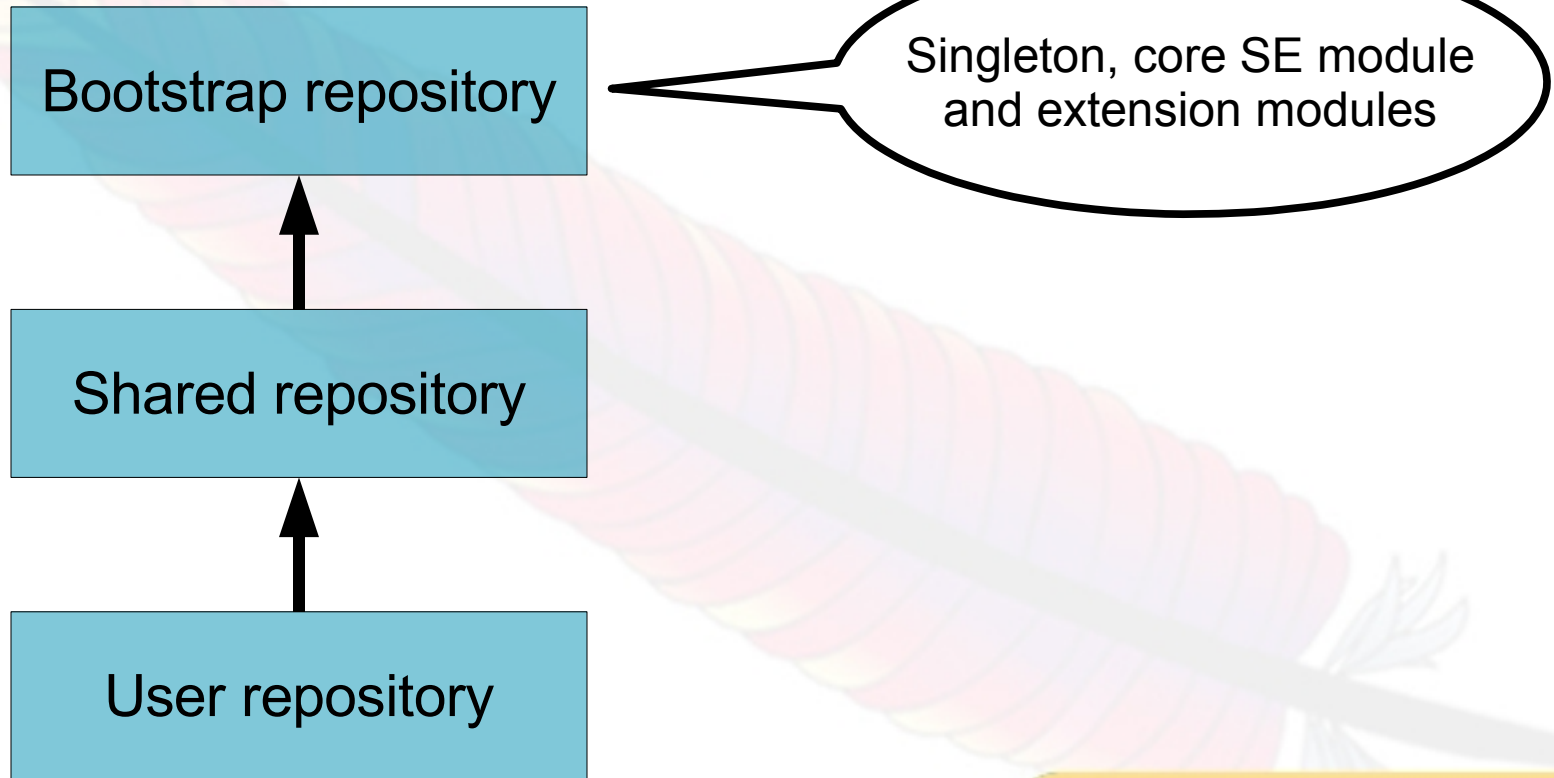 Bootstrap repository
Singleton, core SE module
and extension modules
Shared repository
User repository